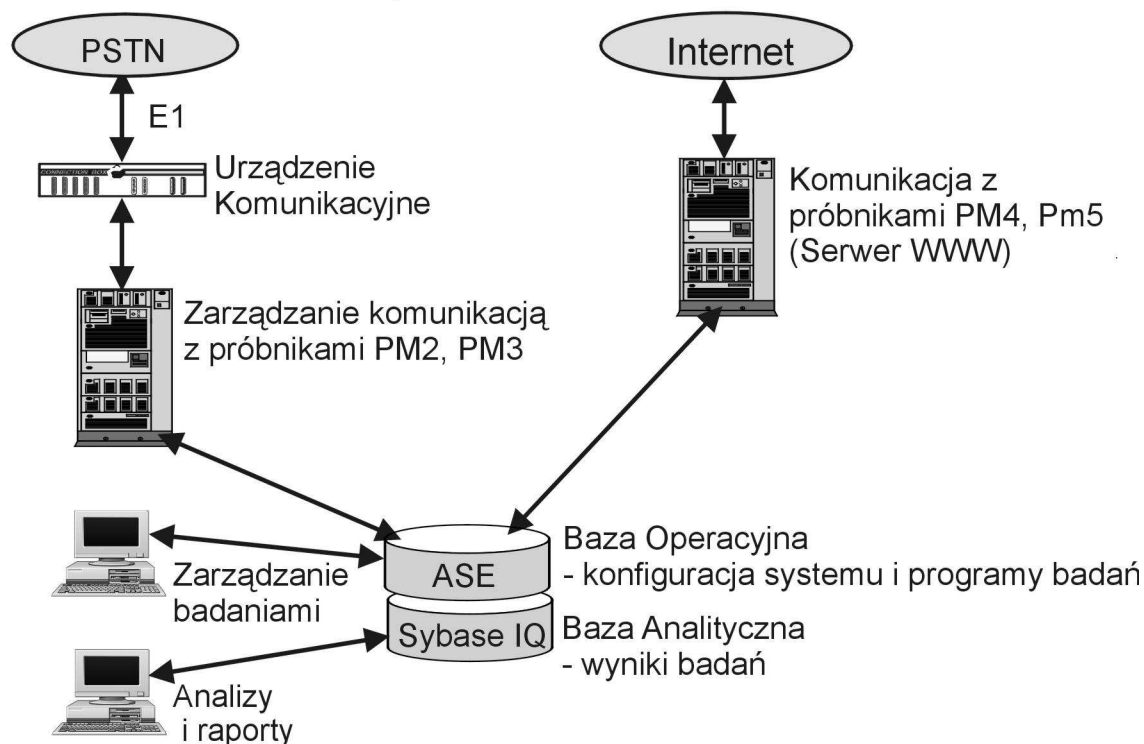 PSTN
Internet
E1
CONNECTION BOX
Urządzenie
Komunikacyjne
Komunikacja z
próbnikami PM4, Pm5
(Serwer WWW)
Zarządzanie komunikacją
z próbnikami PM2, PM3
Zarządzanie
badaniami
ASE
Baza Operacyjna
- konfiguracja systemu i programy badań
Sybase IQ
Baza Analityczna
- wyniki badań
Analizy
i raporty